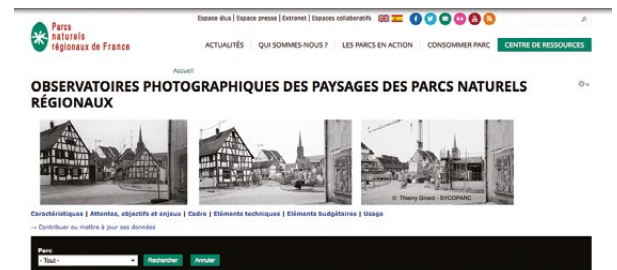 Parcs
naturels
régionaux de France
Espace élus | Espace presse | Extranet | Espaces collaboratifs
ACTUALITÉS | QUI SOMMES-NOUS ? | LES PARCS EN ACTION | CONSOMMER PARC | CENTRE DE RESSOURCES
Accueil
OBSERVATOIRES PHOTOGRAPHIQUES DES PAYSAGES DES PARCS NATURELS
RÉGIONAUX
© Thierry Girard - SYCOPARC
Caractéristiques | Attentes, objectifs et enjeux | Cadre | Eléments techniques | Eléments budgétaires | Usage
→ Contribuer ou mettre à jour ses données
Parc
- Tout -
Rechercher
Annuler